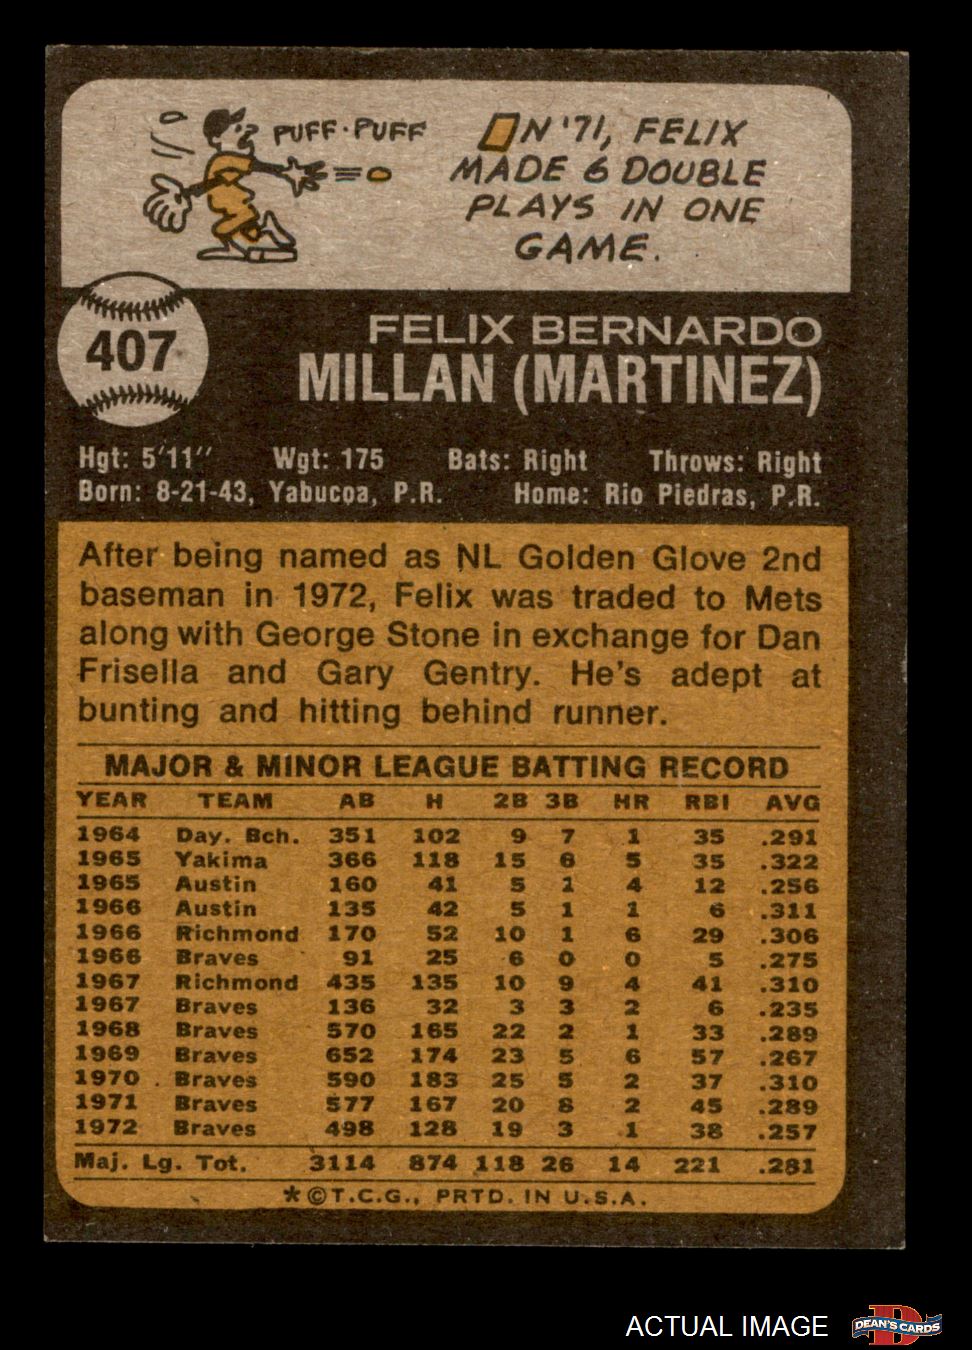 PUFF·PUFF
IN '71, FELIX
MADE 6 DOUBLE
PLAYS IN ONE
GAME.
407
FELIX BERNARDO
MILLAN (MARTINEZ)
Hgt: 5'11" Wgt: 175 Bats: Right Throws: Right
Born: 8-21-43, Yabucoa, P.R. Home: Rio Piedras, P.R.
After being named as NL Golden Glove 2nd
baseman in 1972, Felix was traded to Mets
along with George Stone in exchange for Dan
Frisella and Gary Gentry. He's adept at
bunting and hitting behind runner.
MAJOR & MINOR LEAGUE BATTING RECORD
YEAR TEAM AB H 2B 3B HR RBI AVG
1964 Day. Bch. 351 102 9 7 1 35 .291
1965 Yakima 366 118 15 6 5 35 .322
1965 Austin 160 41 5 1 4 12 .256
1966 Austin 135 42 5 1 1 6 .311
1966 Richmond 170 52 10 1 6 29 .306
1966 Braves 91 25 6 0 0 5 .275
1967 Richmond 435 135 10 9 4 41 .310
1967 Braves 136 32 3 3 2 6 .235
1968 Braves 570 165 22 2 1 33 .289
1969 Braves 652 174 23 5 6 57 .267
1970 Braves 590 183 25 5 2 37 .310
1971 Braves 577 167 20 8 2 45 .289
1972 Braves 498 128 19 3 1 38 .257
Maj. Lg. Tot. 3114 874 118 26 14 221 .281
*©T.C.G., PRTD. IN U.S.A.
ACTUAL IMAGE
D
DEAN'S CARDS